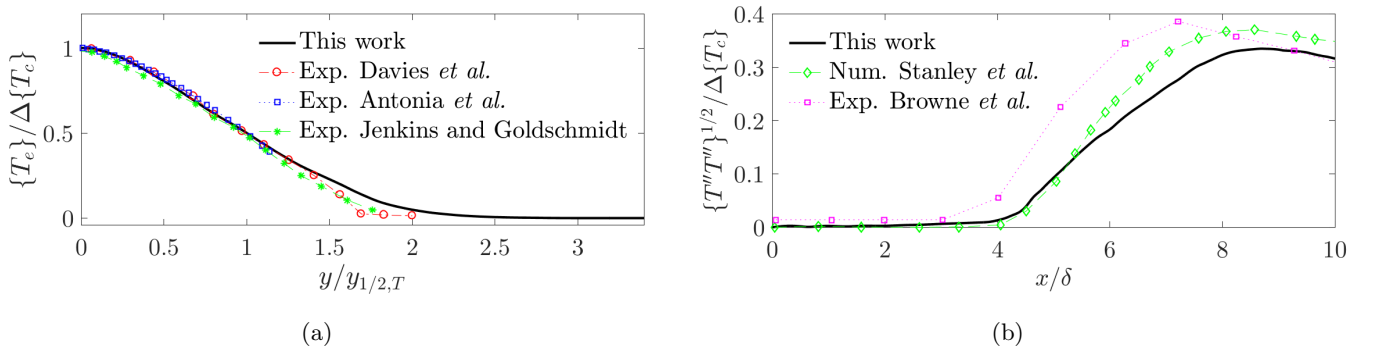 {T_e}/Δ{T_c}
1
0.5
0
This work
Exp. Davies et al.
Exp. Antonia et al.
Exp. Jenkins and Goldschmidt
0 0.5 1 1.5 2 2.5 3
y/y_{1/2,T}
(a)
{T''T''}^{1/2}/Δ{T_c}
0.4
0.3
0.2
0.1
0
This work
Num. Stanley et al.
Exp. Browne et al.
0 2 4 6 8 10
x/δ
(b)